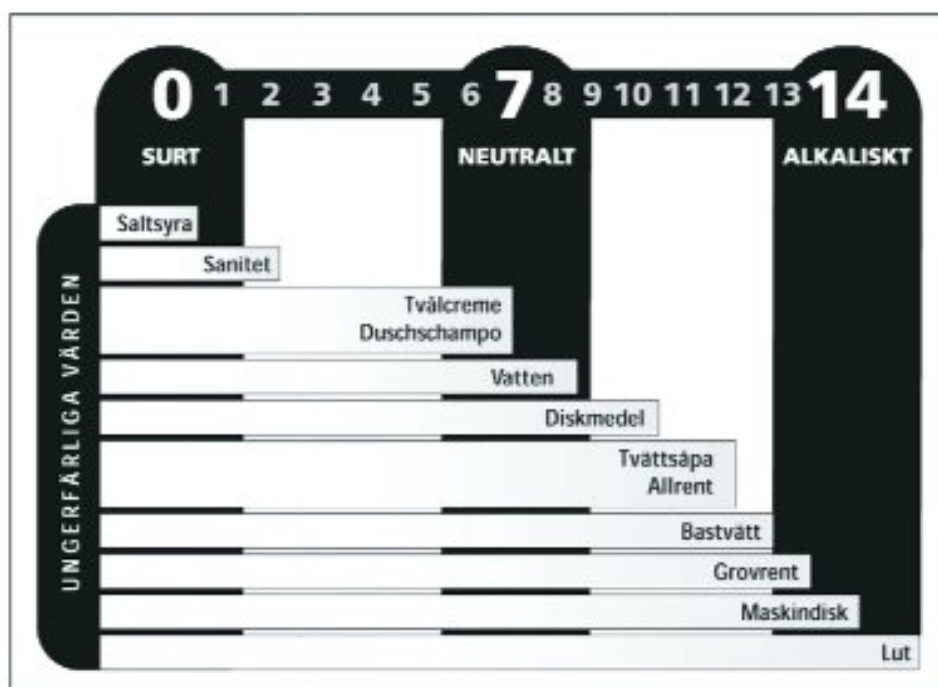 0 1 2 3 4 5 6 7 8 9 10 11 12 13 14
SURT NEUTRALT ALKALISKT
UNGERFÄRLIGA VÄRDEN
Saltsyra
Sanitet
Tvålcreme
Duschschampo
Vatten
Diskmedel
Tvättsåpa
Allrent
Bastvätt
Grovrent
Maskindisk
Lut